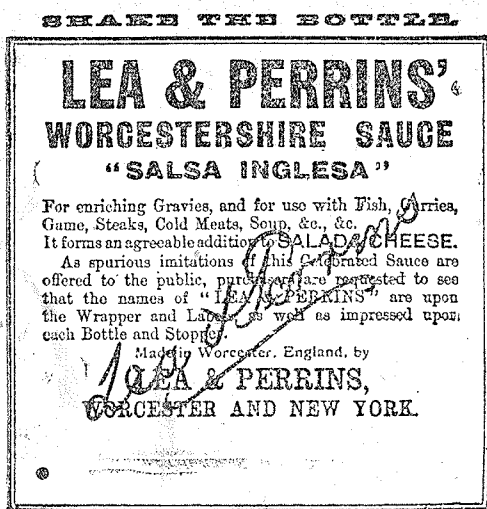 SHAKE THE BOTTLE.
LEA & PERRINS'
WORCESTERSHIRE SAUCE
"SALSA INGLESA"
For enriching Gravies, and for use with Fish, Curries,
Game, Steaks, Cold Meats, Soup, &c., &c.
It forms an agreeable addition to SALAD & CHEESE.
As spurious imitations of this Celebrated Sauce are
offered to the public, purchasers are requested to see
that the names of "LEA & PERRINS" are upon
the Wrapper and Labels, as well as impressed upon
each Bottle and Stopper.
Made in Worcester, England, by
LEA & PERRINS,
WORCESTER AND NEW YORK.
Lea & Perrins